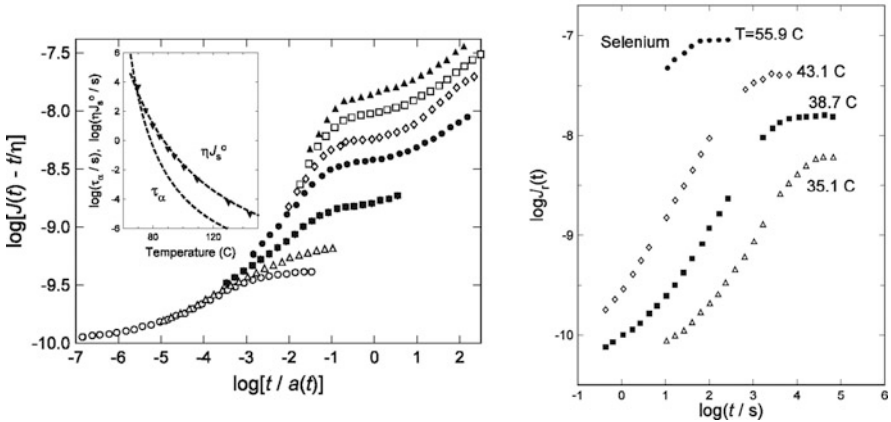 log[J(t) - t/η]
-7.5
-8.0
-8.5
-9.0
-9.5
-10.0
-7 -6 -5 -4 -3 -2 -1 0 1 2
log[t / a(t)]
log(τα / s), log(ηJs° / s)
6
4
2
0
-2
-4
-6
80 120
Temperature (C)
ηJs°
τα
logJr(t)
-7
-8
-9
-10
-1 0 1 2 3 4 5 6
log(t / s)
Selenium
T=55.9 C
43.1 C
38.7 C
35.1 C